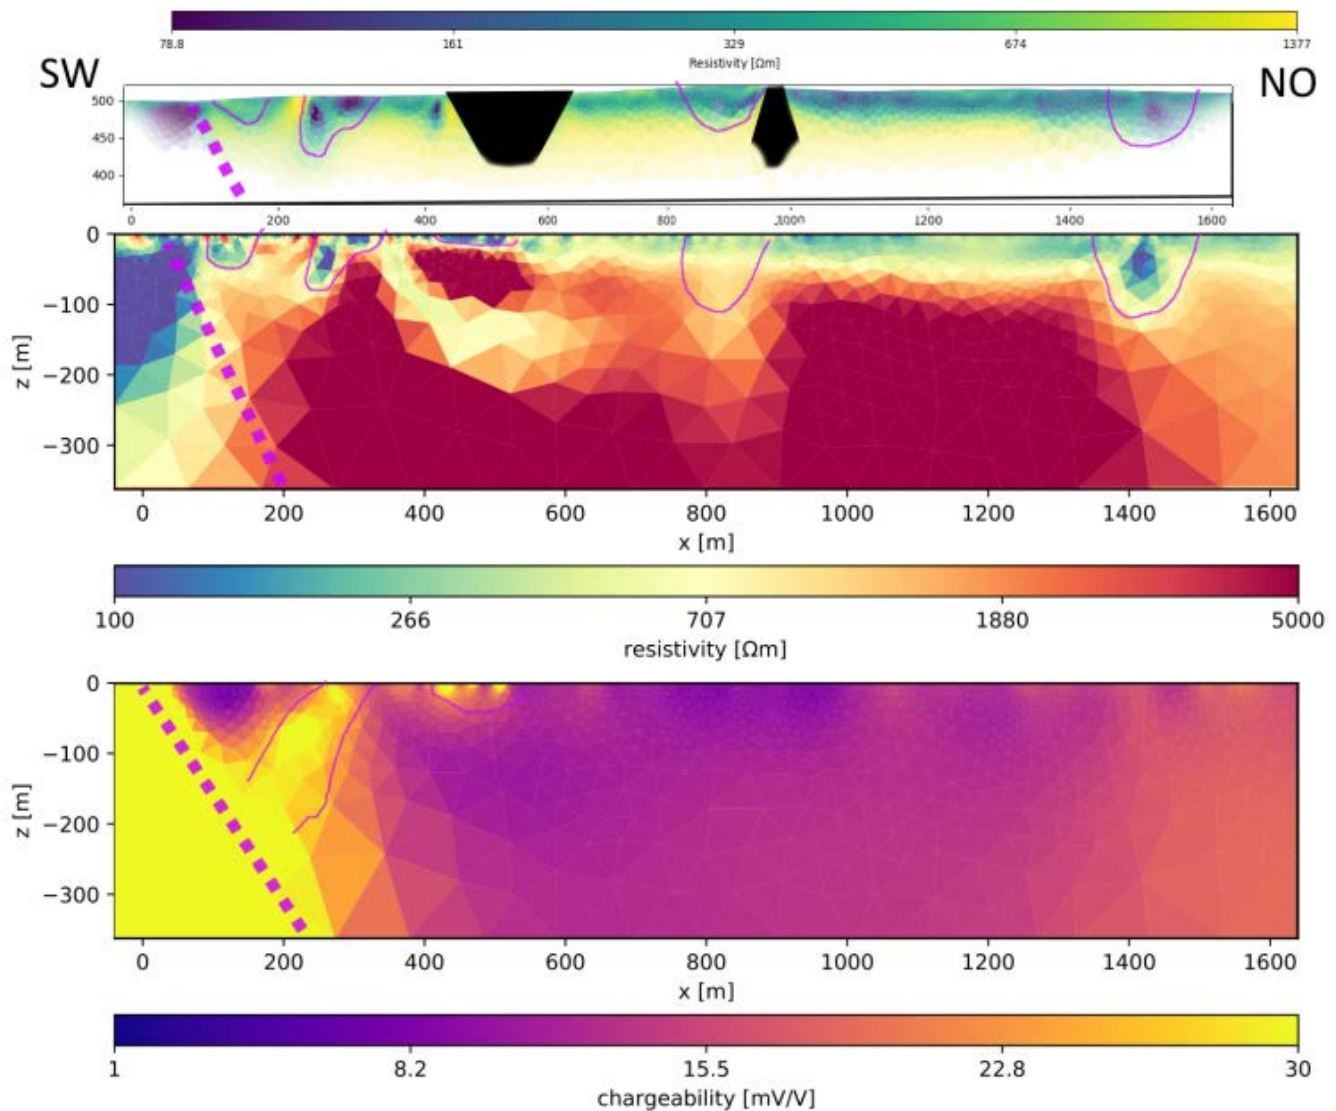 78.8 161 329 674 1377
Resistivity [Ωm]
SW NO
500
450
400
0 200 400 600 800 1000 1200 1400 1600
0
−100
−200
−300
z [m]
0 200 400 600 800 1000 1200 1400 1600
x [m]
100 266 707 1880 5000
resistivity [Ωm]
0
−100
−200
−300
z [m]
0 200 400 600 800 1000 1200 1400 1600
x [m]
1 8.2 15.5 22.8 30
chargeability [mV/V]